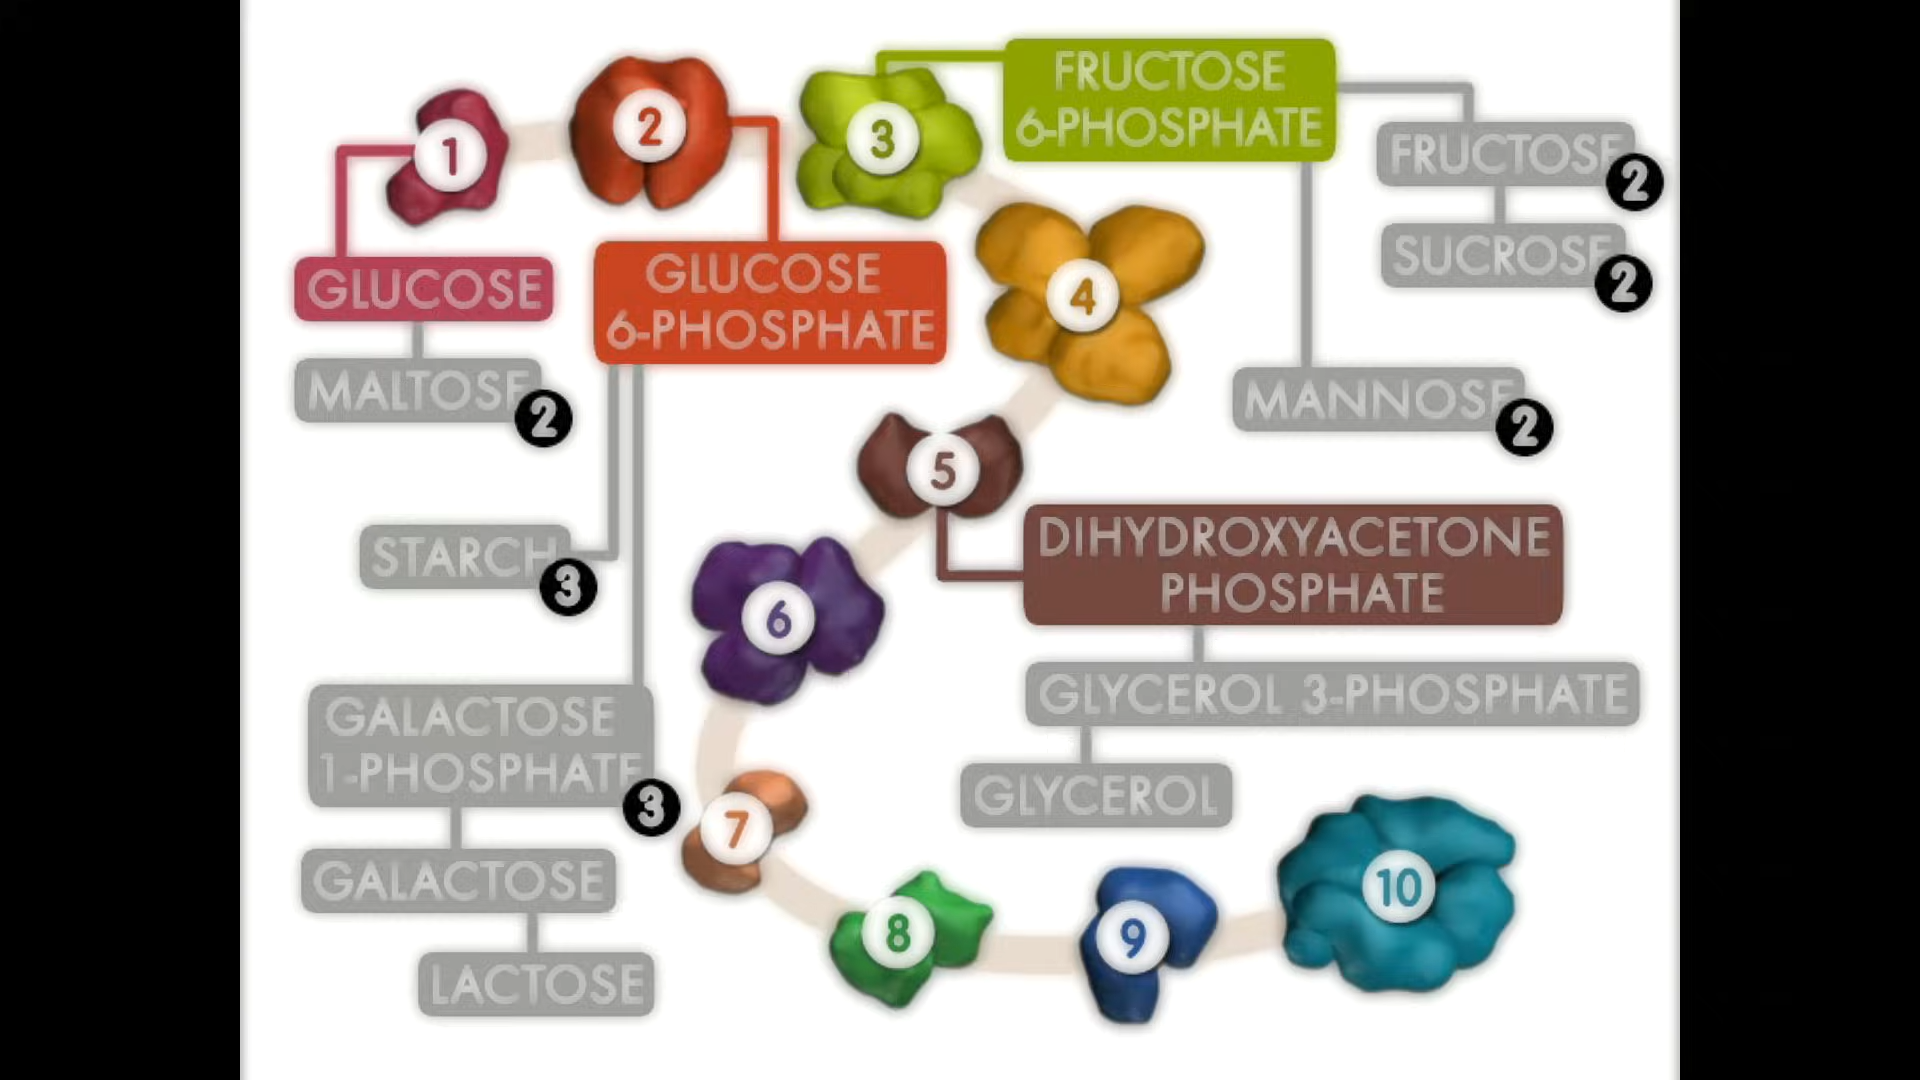 1
2
3
FRUCTOSE
6-PHOSPHATE
FRUCTOSE
2
SUCROSE
2
GLUCOSE
GLUCOSE
6-PHOSPHATE
4
MALTOSE
2
MANNOSE
2
5
STARCH
3
DIHYDROXYACETONE
PHOSPHATE
6
GLYCEROL 3-PHOSPHATE
GALACTOSE
1-PHOSPHATE
3
7
GLYCEROL
GALACTOSE
8
9
10
LACTOSE